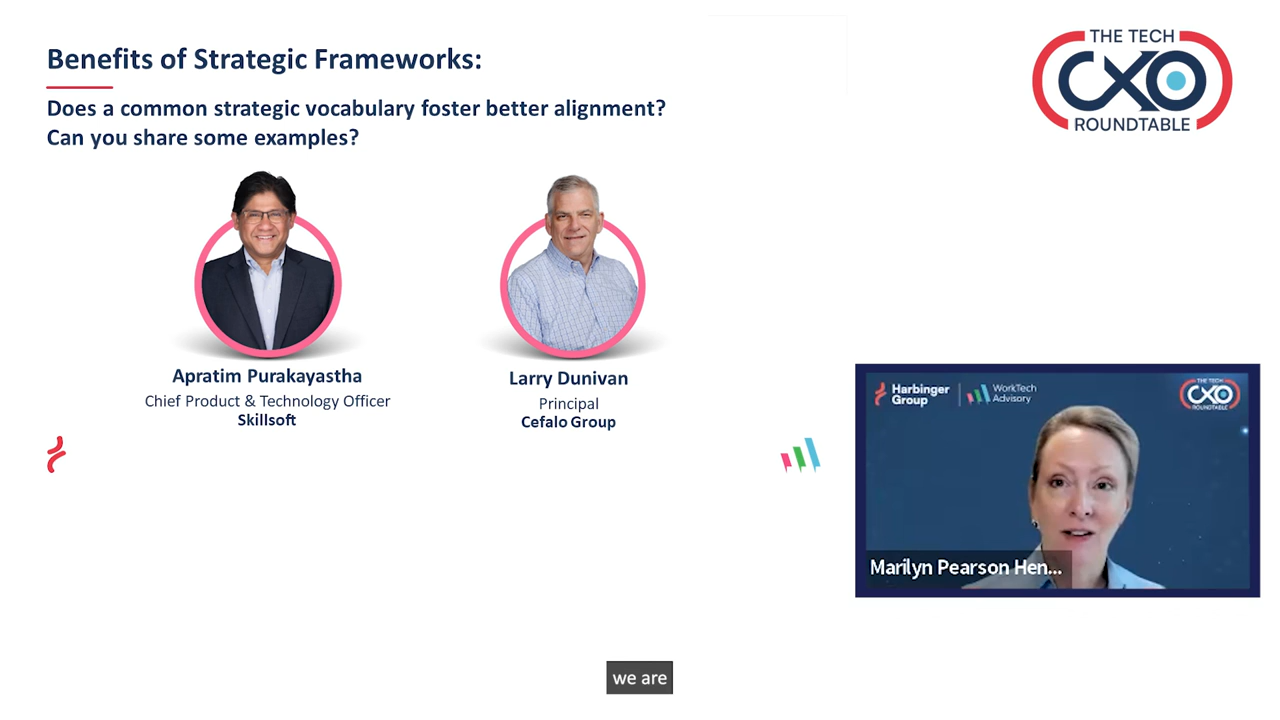 Benefits of Strategic Frameworks:
Does a common strategic vocabulary foster better alignment?
Can you share some examples?
THE TECH
CXO
ROUNDTABLE
Apratim Purakayastha
Chief Product & Technology Officer
Skillsoft
Larry Dunivan
Principal
Cefalo Group
Harbinger
Group
WorkTech
Advisory
THE TECH
CXO
ROUNDTABLE
Marilyn Pearson Hen...
we are